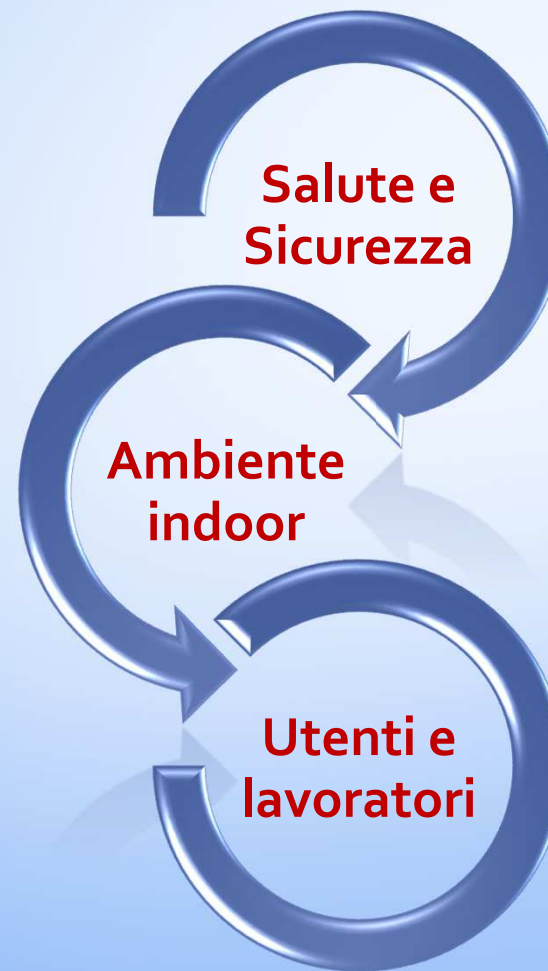 Salute e
Sicurezza
Ambiente
indoor
Utenti e
lavoratori